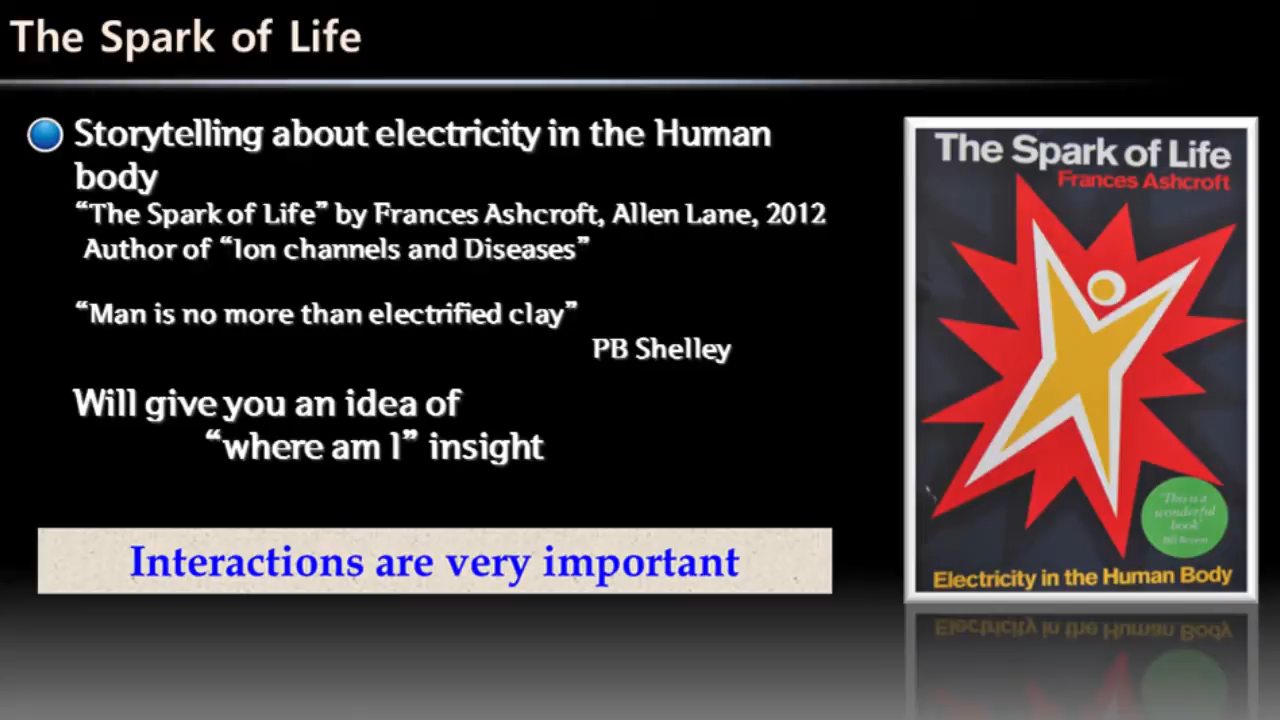 The Spark of Life
Storytelling about electricity in the Human
body
“The Spark of Life” by Frances Ashcroft, Allen Lane, 2012
Author of “Ion channels and Diseases”
“Man is no more than electrified clay”
PB Shelley
Will give you an idea of
“where am I” insight
Interactions are very important
The Spark of Life
Frances Ashcroft
'This is a
wonderful
book'
Bill Bryson
Electricity in the Human Body